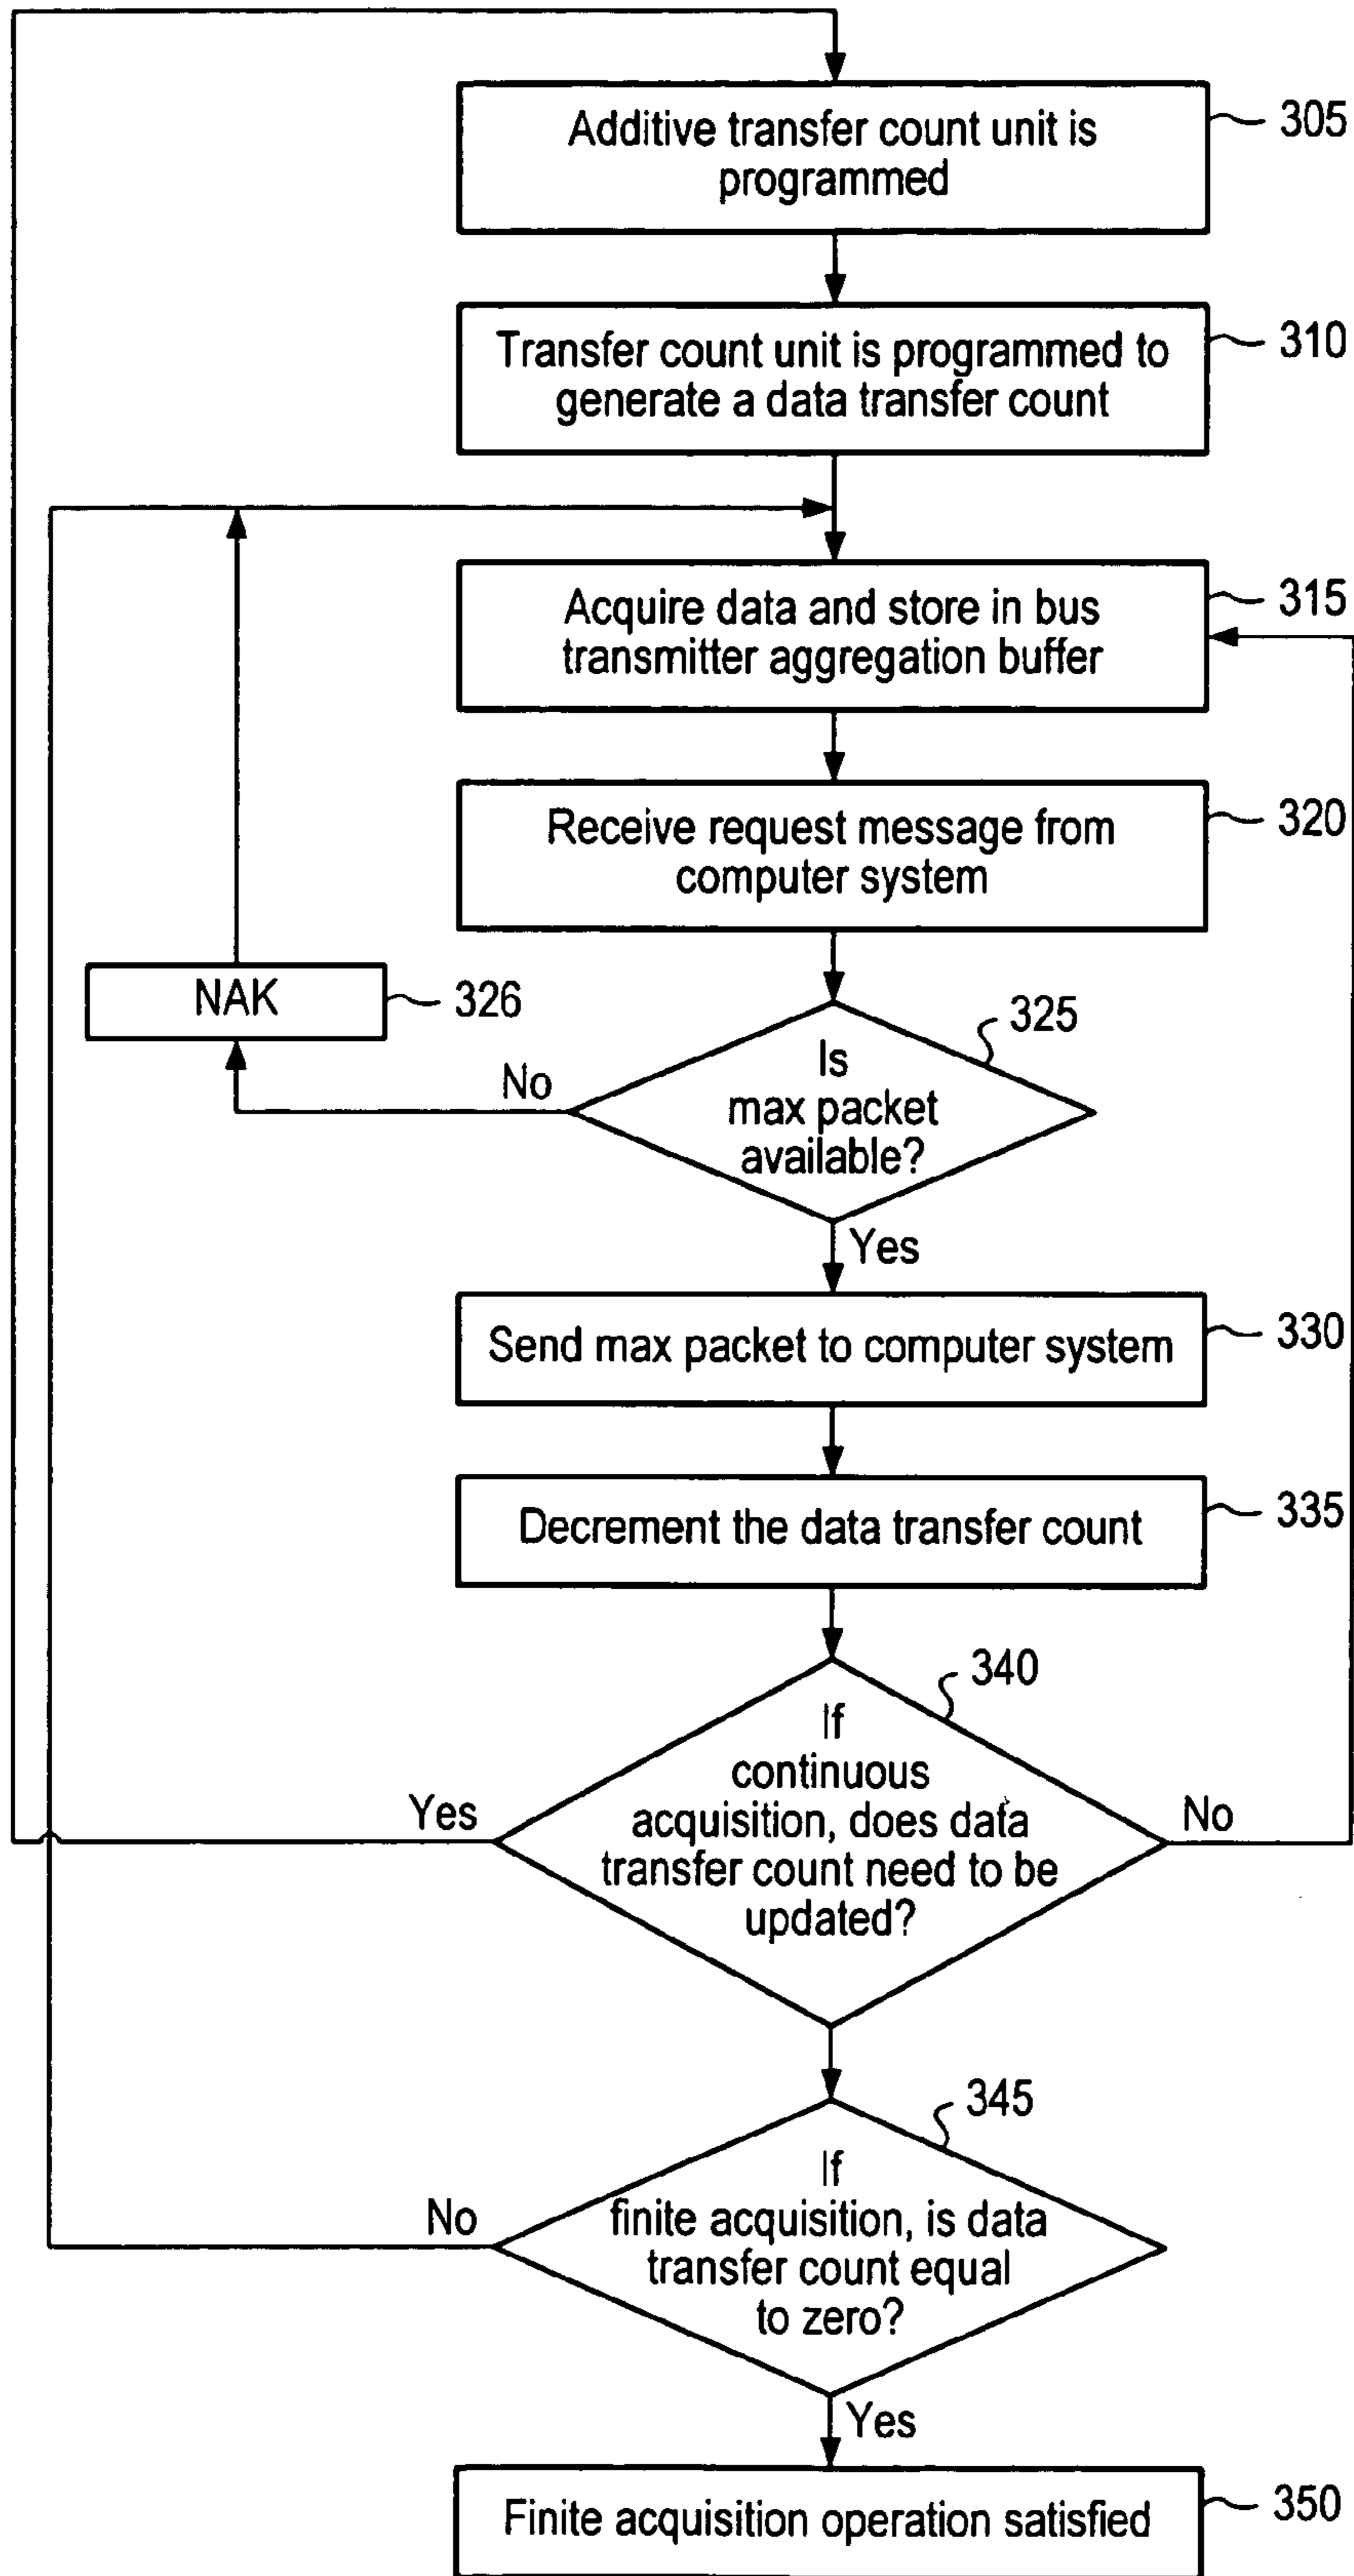 Additive transfer count unit is
programmed
305
Transfer count unit is programmed to
generate a data transfer count
310
Acquire data and store in bus
transmitter aggregation buffer
315
Receive request message from
computer system
320
NAK
326
325
No
Is
max packet
available?
Yes
Send max packet to computer system
330
Decrement the data transfer count
335
340
If
continuous
acquisition, does data
transfer count need to be
updated?
Yes
No
345
If
finite acquisition, is data
transfer count equal
to zero?
No
Yes
Finite acquisition operation satisfied
350